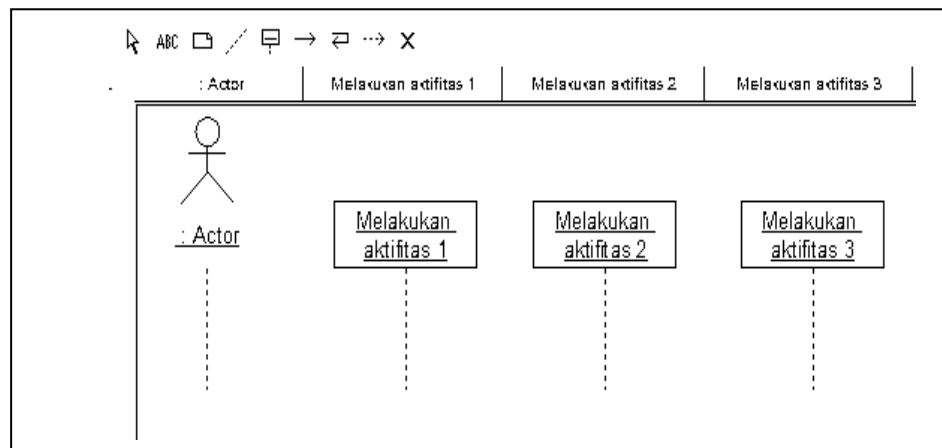 ABC
: Actor
Melakukan aktifitas 1
Melakukan aktifitas 2
Melakukan aktifitas 3
: Actor
Melakukan
aktifitas 1
Melakukan
aktifitas 2
Melakukan
aktifitas 3